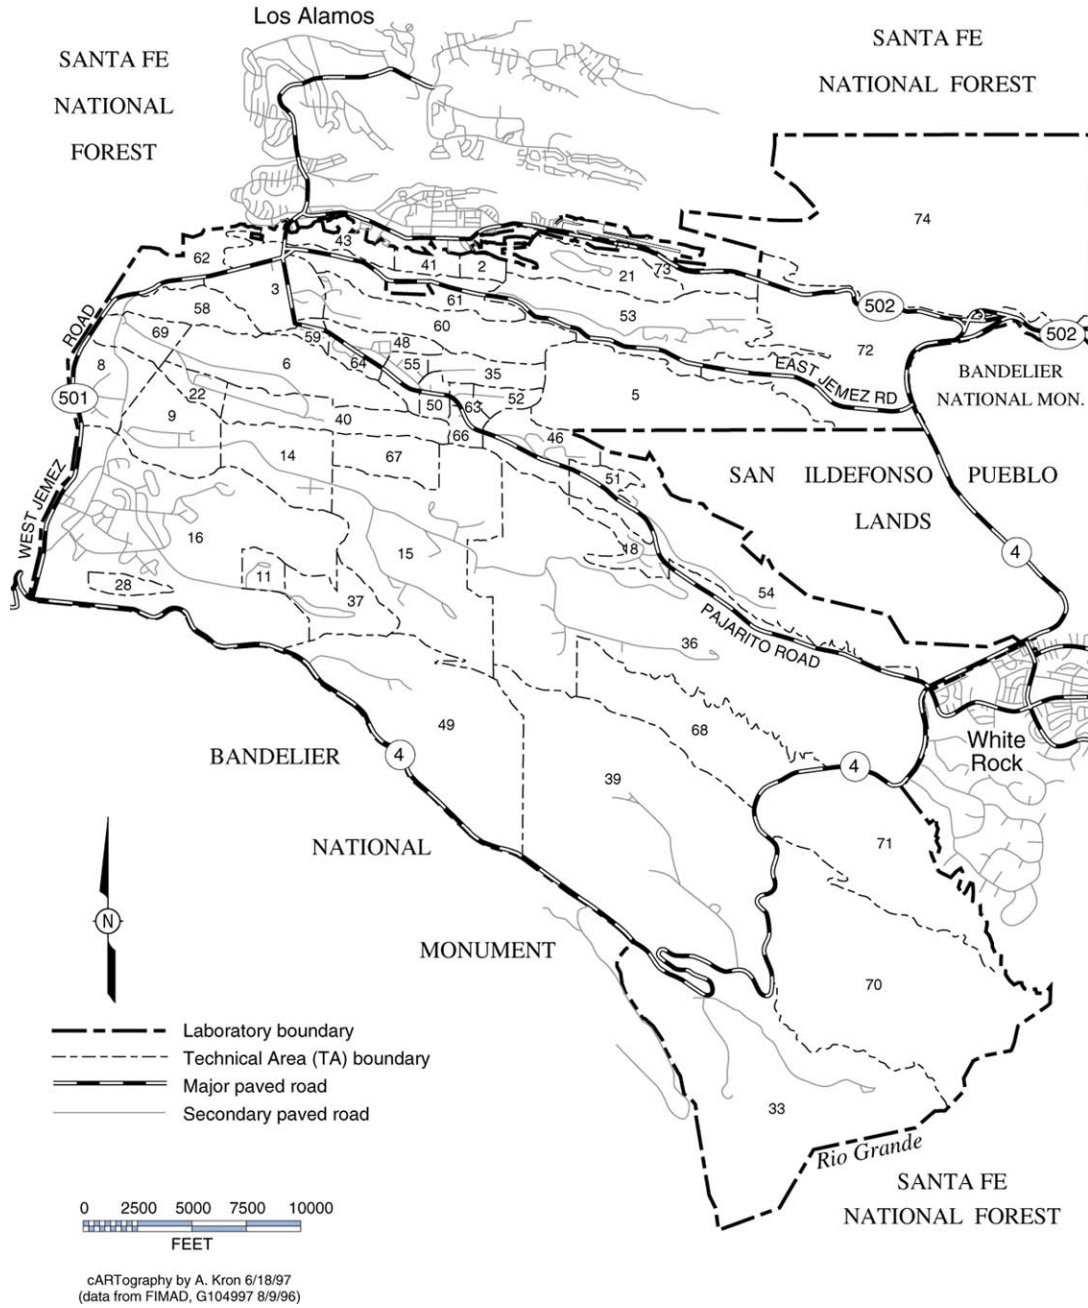 Los Alamos
SANTA FE
NATIONAL
FOREST
SANTA FE
NATIONAL FOREST
74
43
62
41
2
21
73
3
58
61
53
502
502
69
59
60
48
72
8
6
64
55
35
EAST JEMEZ RD
BANDELIER
NATIONAL MON.
ROAD
501
22
50
63
52
5
9
40
66
46
14
67
51
SAN ILDEFONSO PUEBLO
LANDS
WEST JEMEZ
16
15
18
4
28
11
37
54
36
PAJARITO ROAD
49
68
White
Rock
BANDELIER
4
39
4
NATIONAL
71
N
MONUMENT
70
Laboratory boundary
Technical Area (TA) boundary
Major paved road
Secondary paved road
33
Rio Grande
SANTA FE
NATIONAL FOREST
0 2500 5000 7500 10000
FEET
cARTography by A. Kron 6/18/97
(data from FIMAD, G104997 8/9/96)